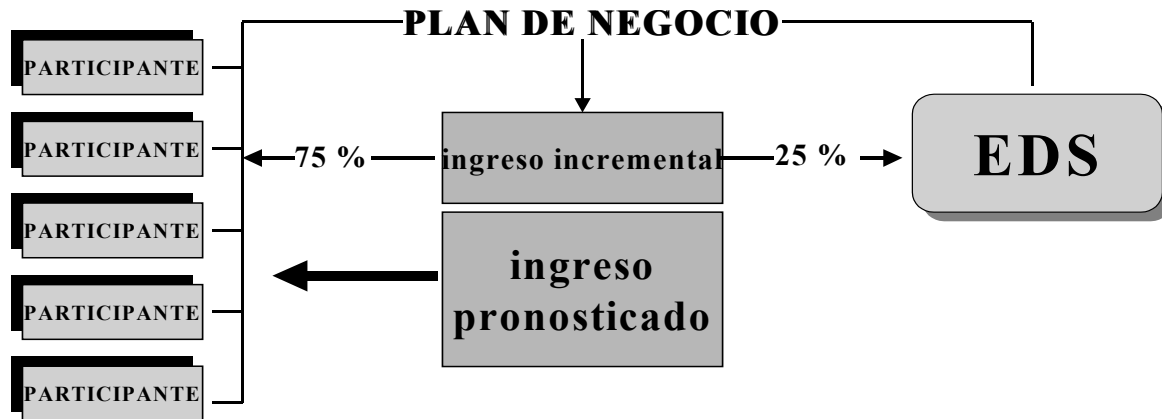 PLAN DE NEGOCIO
PARTICIPANTE
PARTICIPANTE
PARTICIPANTE
PARTICIPANTE
PARTICIPANTE
75 %
ingreso incremental
25 %
EDS
ingreso
pronosticado